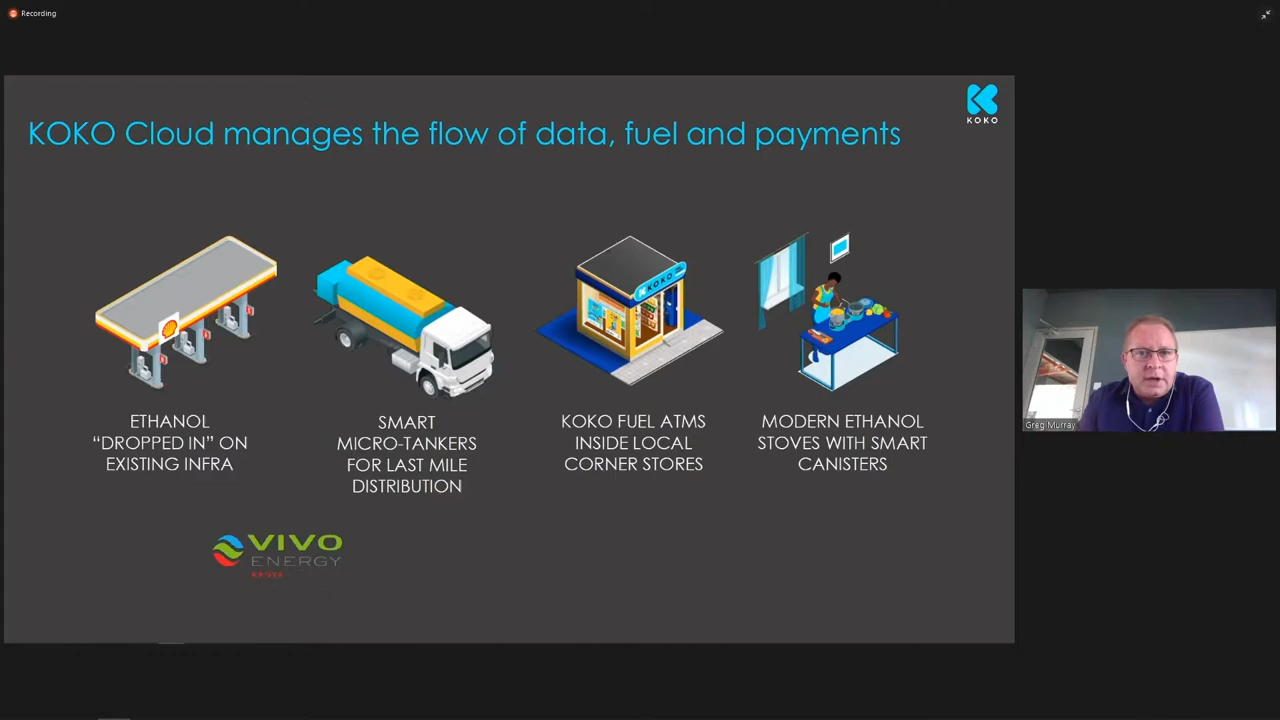 Recording
KOKO
KOKO Cloud manages the flow of data, fuel and payments
KOKO
ETHANOL
“DROPPED IN” ON
EXISTING INFRA
SMART
MICRO-TANKERS
FOR LAST MILE
DISTRIBUTION
KOKO FUEL ATMS
INSIDE LOCAL
CORNER STORES
MODERN ETHANOL
STOVES WITH SMART
CANISTERS
Greg Murray
VIVO
ENERGY
KENYA